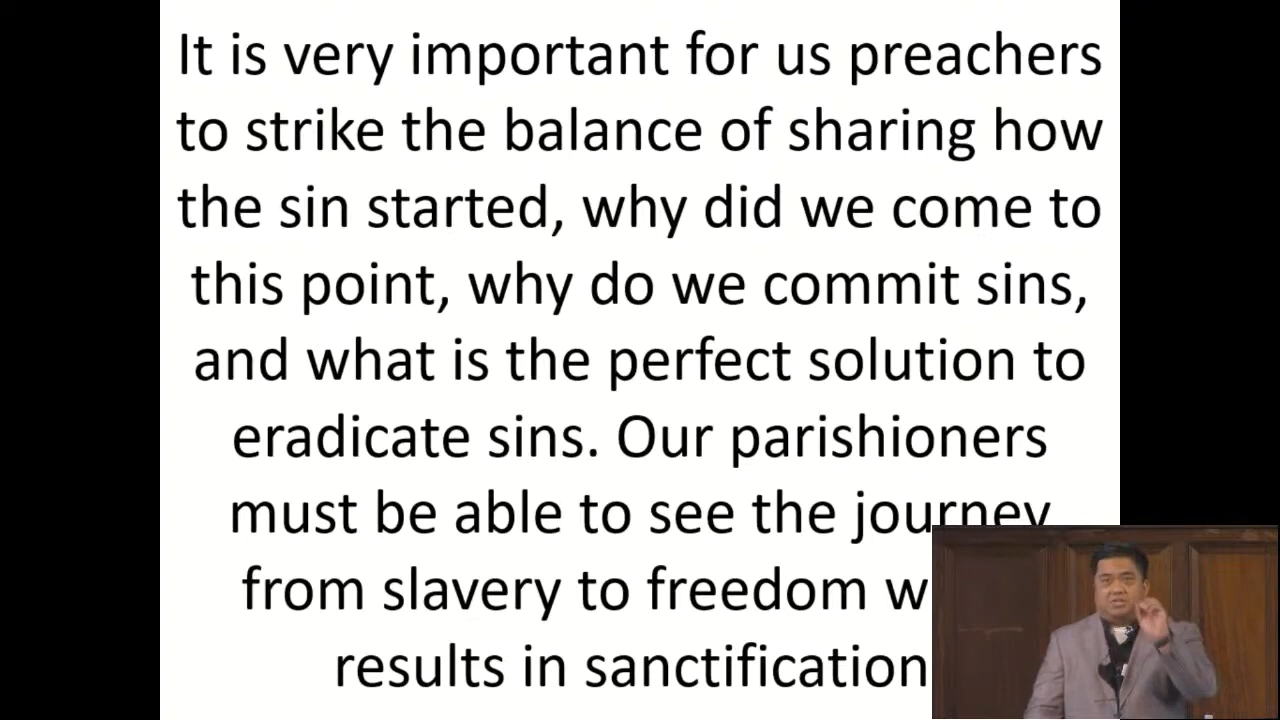 It is very important for us preachers
to strike the balance of sharing how
the sin started, why did we come to
this point, why do we commit sins,
and what is the perfect solution to
eradicate sins. Our parishioners
must be able to see the journey
from slavery to freedom
results in sanctification